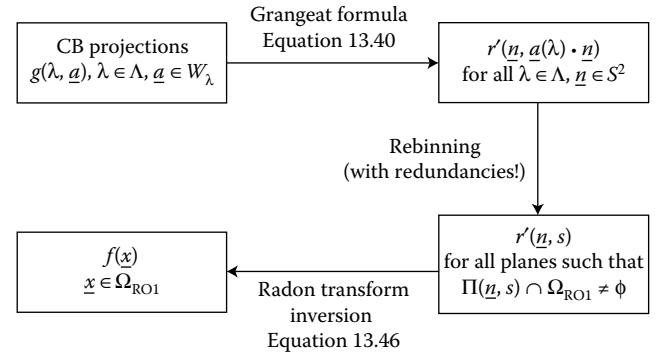 CB projections
g(λ, a), λ ∈ Λ, a ∈ W_λ
Grangeat formula
Equation 13.40
r′(n, a(λ) • n)
for all λ ∈ Λ, n ∈ S²
Rebinning
(with redundancies!)
r′(n, s)
for all planes such that
Π(n, s) ∩ Ω_RO1 ≠ ϕ
Radon transform
inversion
Equation 13.46
f(x)
x ∈ Ω_RO1